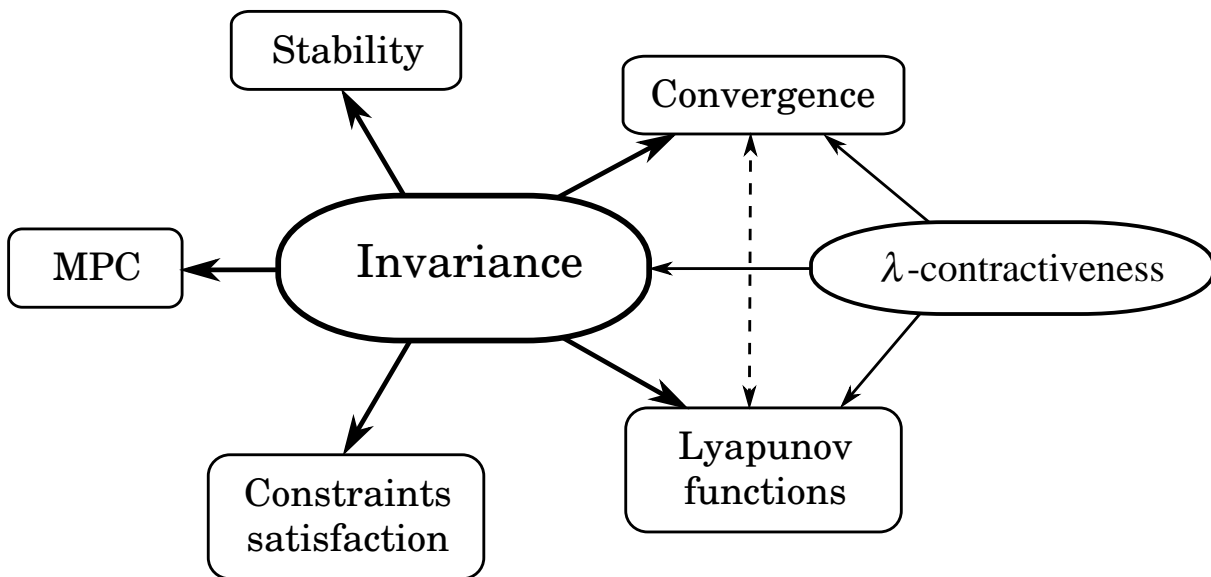 Stability
Convergence
MPC
Invariance
λ-contractiveness
Lyapunov
functions
Constraints
satisfaction